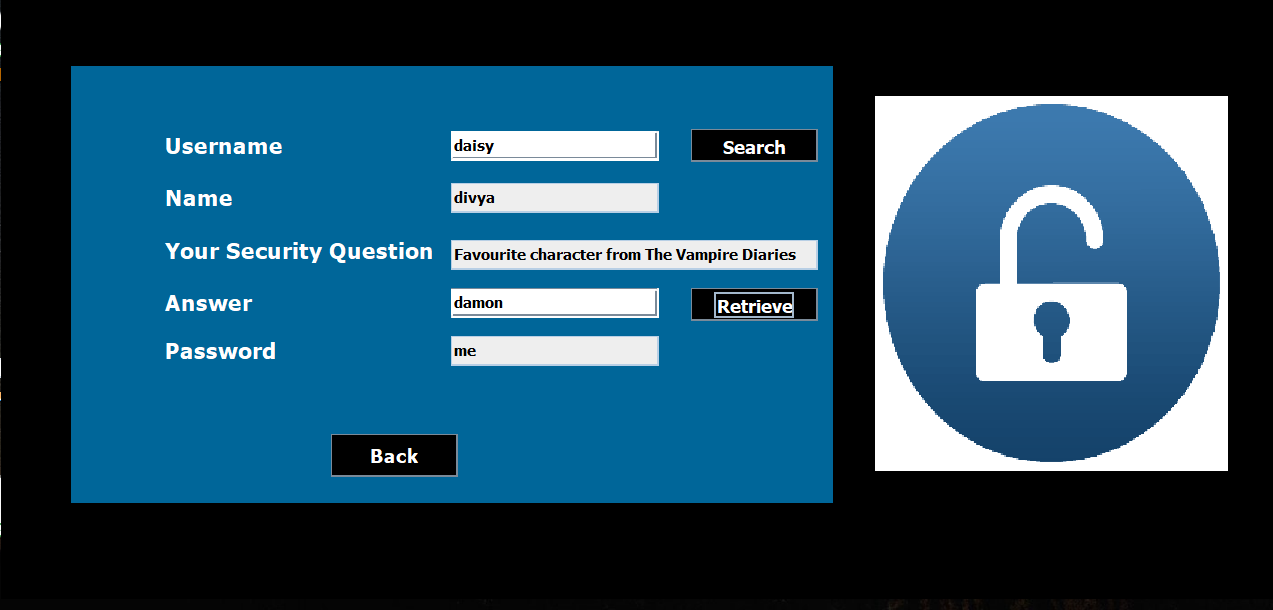 Username daisy Search
Name divya
Your Security Question Favourite character from The Vampire Diaries
Answer damon Retrieve
Password me
Back